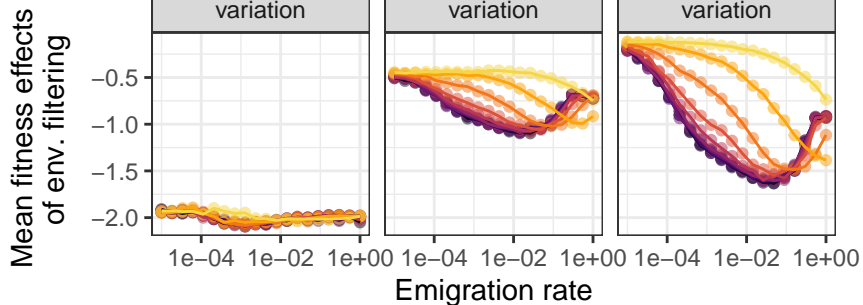 variation variation variation
Mean fitness effects
of env. filtering
−0.5
−1.0
−1.5
−2.0
1e−04 1e−02 1e+00 1e−04 1e−02 1e+00 1e−04 1e−02 1e+00
Emigration rate